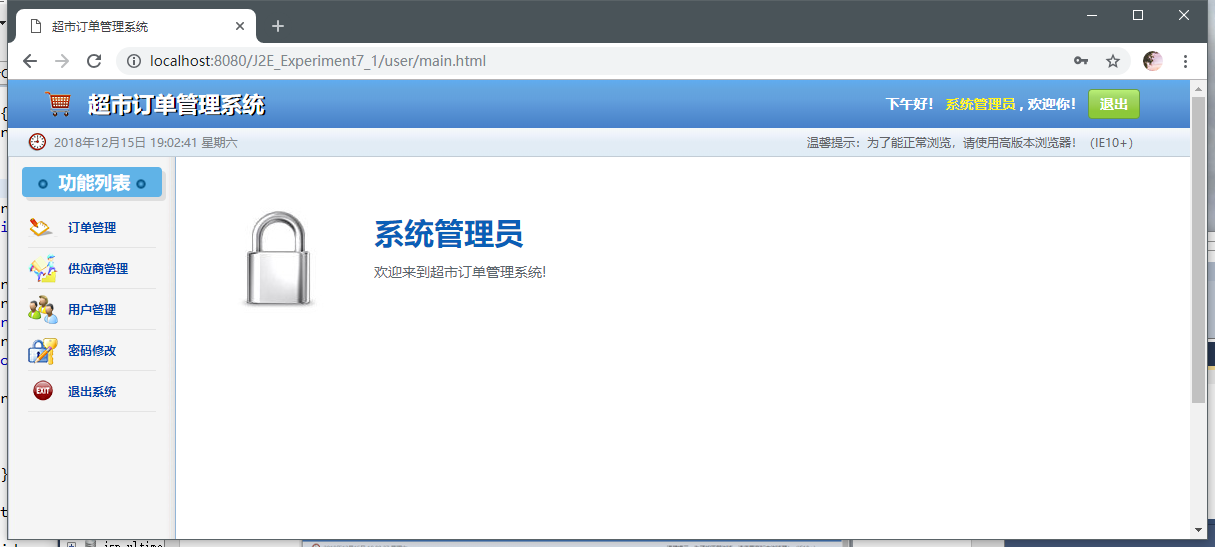 超市订单管理系统
localhost:8080/J2E_Experiment7_1/user/main.html
超市订单管理系统
下午好! 系统管理员 , 欢迎你! 退出
2018年12月15日 19:02:41 星期六
温馨提示:为了能正常浏览,请使用高版本浏览器! (IE10+)
功能列表
订单管理
供应商管理
用户管理
密码修改
EXIT 退出系统
系统管理员
欢迎来到超市订单管理系统!